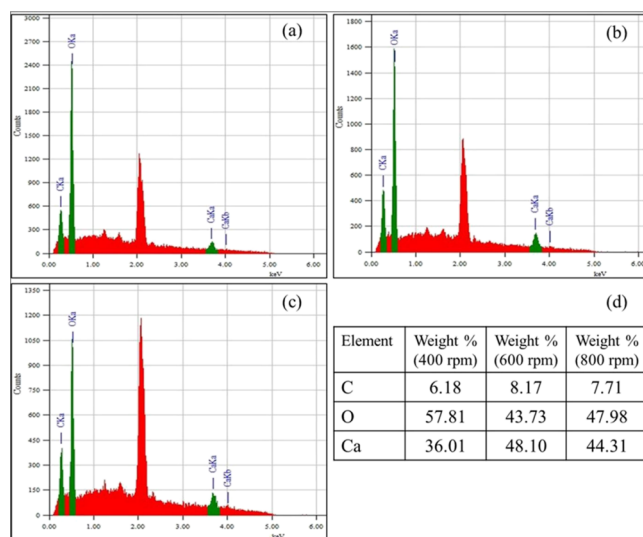 (a)
3000
2700
2400
2100
1800
1500
1200
900
600
300
0
Counts
CKa
OKa
CaKa
CaKb
0.00 1.00 2.00 3.00 4.00 5.00 6.00
keV
(b)
1800
1600
1400
1200
1000
800
600
400
200
0
Counts
CKa
OKa
CaKa
CaKb
0.00 1.00 2.00 3.00 4.00 5.00 6.00
keV
(c)
1350
1200
1050
900
750
600
450
300
150
0
Counts
CKa
OKa
CaKa
CaKb
0.00 1.00 2.00 3.00 4.00 5.00 6.00
keV
(d)
Element Weight % Weight % Weight %
(400 rpm) (600 rpm) (800 rpm)
C 6.18 8.17 7.71
O 57.81 43.73 47.98
Ca 36.01 48.10 44.31